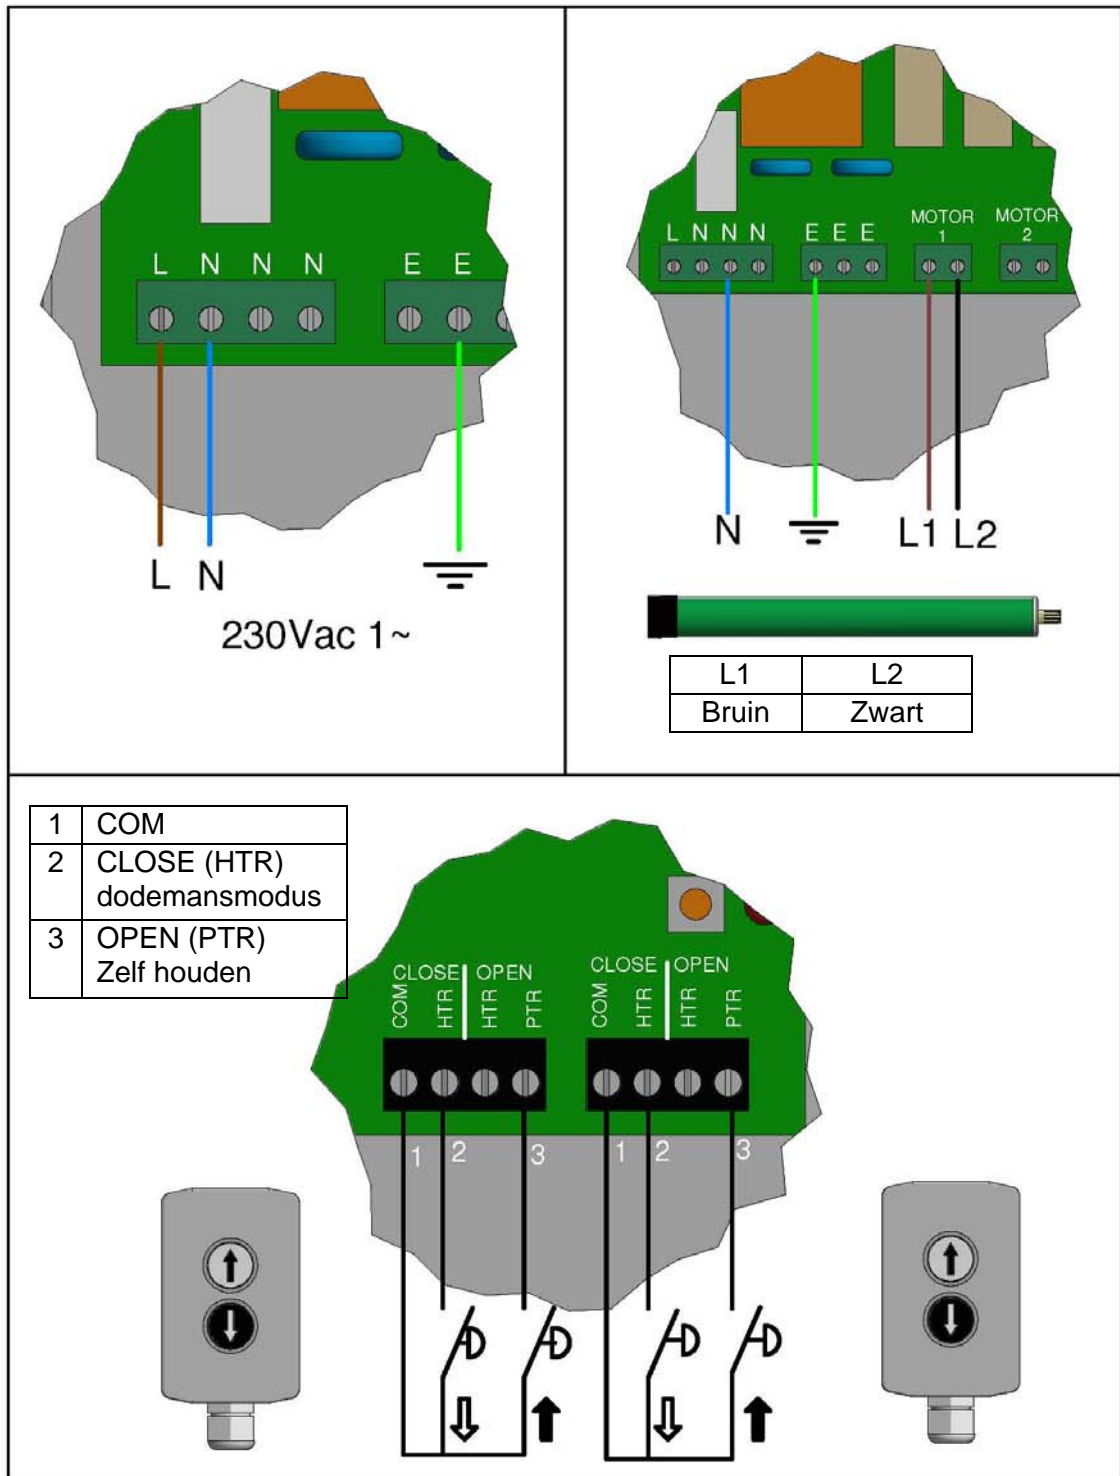 L N N N E E
L N
230Vac 1~
MOTOR MOTOR
L N N N E E E 1 2
N L1 L2
L1 L2
Bruin Zwart
1 COM
2 CLOSE (HTR)
dodemansmodus
3 OPEN (PTR)
Zelf houden
CLOSE OPEN
COM HTR HTR PTR
1 2 3
CLOSE OPEN
COM HTR HTR PTR
1 2 3